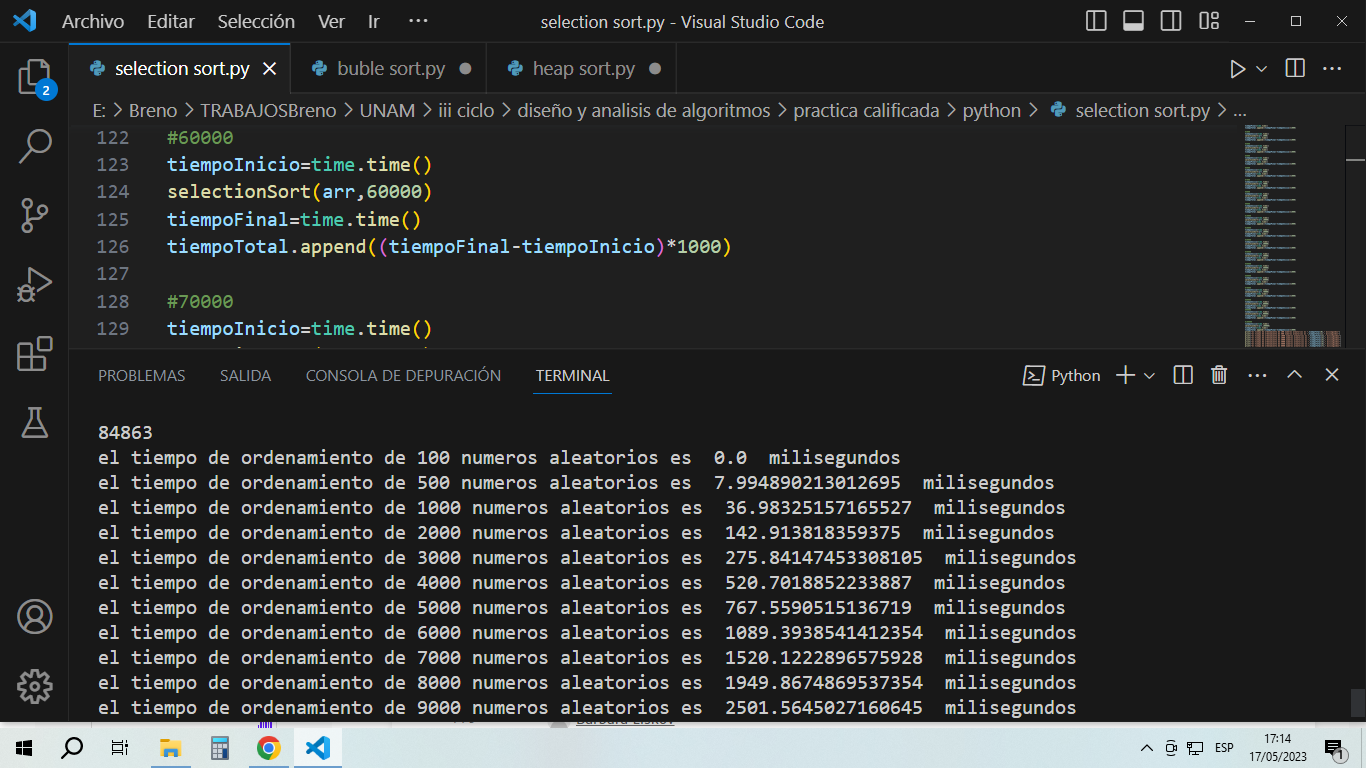 Archivo Editar Selección Ver Ir ··· selection sort.py - Visual Studio Code
selection sort.py buble sort.py heap sort.py
2
E: > Breno > TRABAJOSBreno > UNAM > iii ciclo > diseño y analisis de algoritmos > practica calificada > python > selection sort.py > ...
122 #60000
123 tiempoInicio=time.time()
124 selectionSort(arr,60000)
125 tiempoFinal=time.time()
126 tiempoTotal.append((tiempoFinal-tiempoInicio)*1000)
127
128 #70000
129 tiempoInicio=time.time()
PROBLEMAS SALIDA CONSOLA DE DEPURACIÓN TERMINAL Python
84863
el tiempo de ordenamiento de 100 numeros aleatorios es 0.0 milisegundos
el tiempo de ordenamiento de 500 numeros aleatorios es 7.994890213012695 milisegundos
el tiempo de ordenamiento de 1000 numeros aleatorios es 36.98325157165527 milisegundos
el tiempo de ordenamiento de 2000 numeros aleatorios es 142.913818359375 milisegundos
el tiempo de ordenamiento de 3000 numeros aleatorios es 275.84147453308105 milisegundos
el tiempo de ordenamiento de 4000 numeros aleatorios es 520.7018852233887 milisegundos
el tiempo de ordenamiento de 5000 numeros aleatorios es 767.5590515136719 milisegundos
el tiempo de ordenamiento de 6000 numeros aleatorios es 1089.3938541412354 milisegundos
el tiempo de ordenamiento de 7000 numeros aleatorios es 1520.1222896575928 milisegundos
el tiempo de ordenamiento de 8000 numeros aleatorios es 1949.8674869537354 milisegundos
el tiempo de ordenamiento de 9000 numeros aleatorios es 2501.5645027160645 milisegundos
ESP
17:14
17/05/2023
1